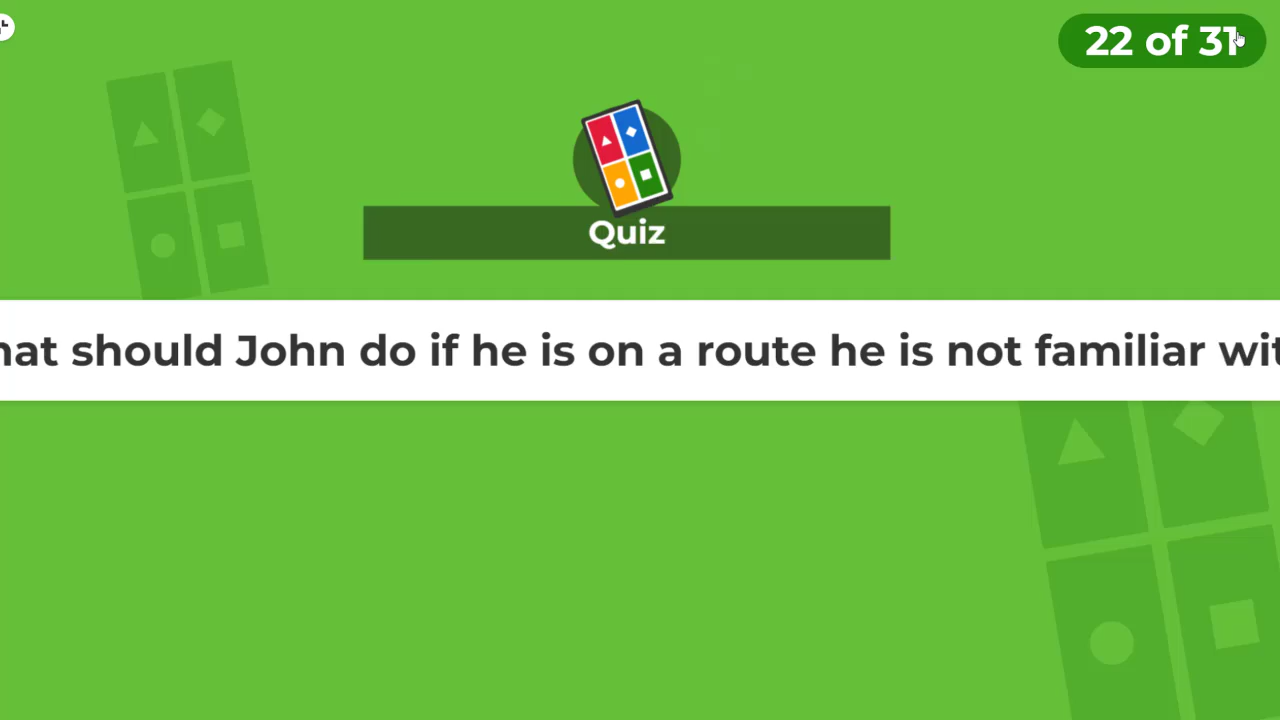 22 of 31
Quiz
hat should John do if he is on a route he is not familiar wit